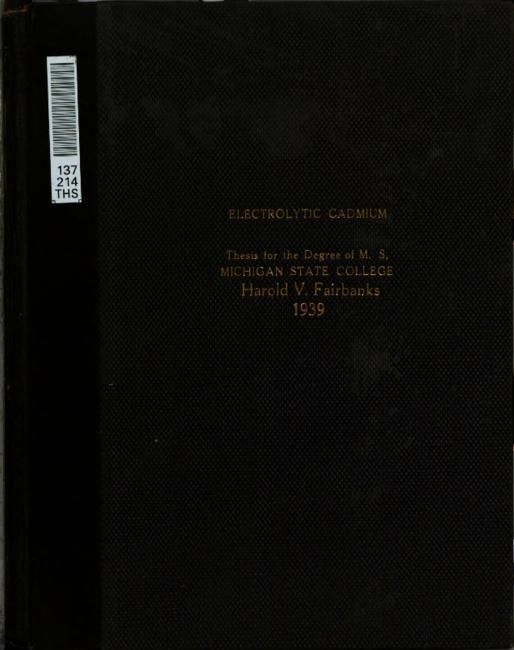 137
214
THS
ELECTROLYTIC CADMIUM
Thesis for the Degree of M. S.
MICHIGAN STATE COLLEGE
Harold V. Fairbanks
1939